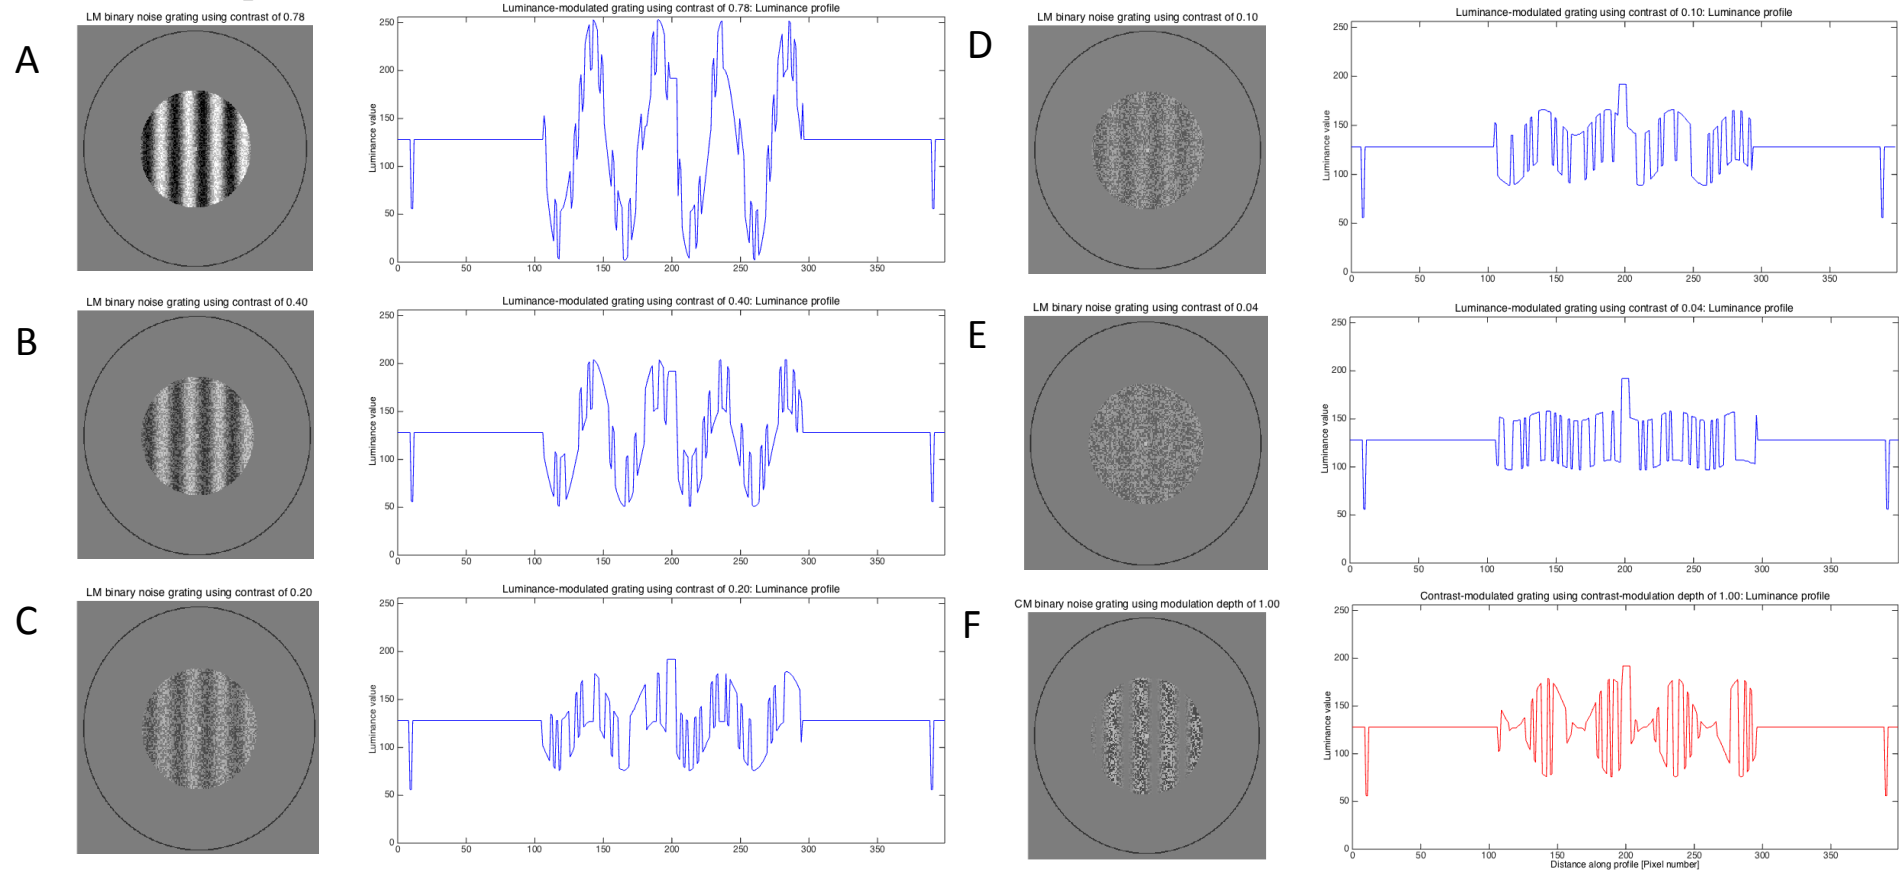 A
LM binary noise grating using contrast of 0.78
Luminance-modulated grating using contrast of 0.78: Luminance profile
Luminance value
250
200
150
100
50
0
0 50 100 150 200 250 300 350
B
LM binary noise grating using contrast of 0.40
Luminance-modulated grating using contrast of 0.40: Luminance profile
Luminance value
250
200
150
100
50
0
0 50 100 150 200 250 300 350
C
LM binary noise grating using contrast of 0.20
Luminance-modulated grating using contrast of 0.20: Luminance profile
Luminance value
250
200
150
100
50
0
0 50 100 150 200 250 300 350
D
LM binary noise grating using contrast of 0.10
Luminance-modulated grating using contrast of 0.10: Luminance profile
Luminance value
250
200
150
100
50
0
0 50 100 150 200 250 300 350
E
LM binary noise grating using contrast of 0.04
Luminance-modulated grating using contrast of 0.04: Luminance profile
Luminance value
250
200
150
100
50
0
0 50 100 150 200 250 300 350
F
CM binary noise grating using modulation depth of 1.00
Contrast-modulated grating using contrast-modulation depth of 1.00: Luminance profile
Luminance value
250
200
150
100
50
0
0 50 100 150 200 250 300 350
Distance along profile [Pixel number]